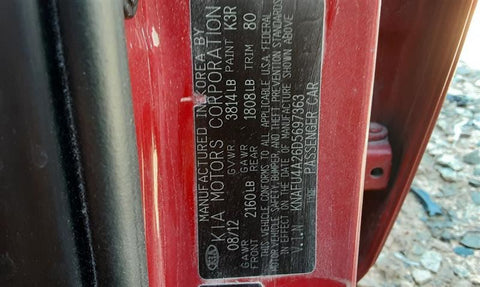 MANUFACTURED IN KOREA BY
KIA MOTORS CORPORATION
08/12 GVWR 3814LB PAINT K3R
GAWR FRONT 2160LB GAWR REAR 1808LB TRIM 80
THIS VEHICLE CONFORMS TO ALL APPLICABLE U.S.A "FEDERAL
MOTOR VEHICLE SAFETY, BUMPER, AND THEFT PREVENTION STANDARDS
IN EFFECT ON THE DATE OF MANUFACTURE SHOWN ABOVE
V.I.N: KNAFU4A26D5697363
TYPE: PASSENGER CAR
KIA